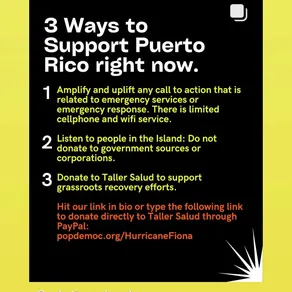 3 Ways to
Support Puerto
Rico right now.
1 Amplify and uplift any call to action that is
related to emergency services or
emergency response. There is limited
cellphone and wifi service.
2 Listen to people in the Island: Do not
donate to government sources or
corporations.
3 Donate to Taller Salud to support
grassroots recovery efforts.
Hit our link in bio or type the following link
to donate directly to Taller Salud through
PayPal:
popdemoc.org/HurricaneFiona